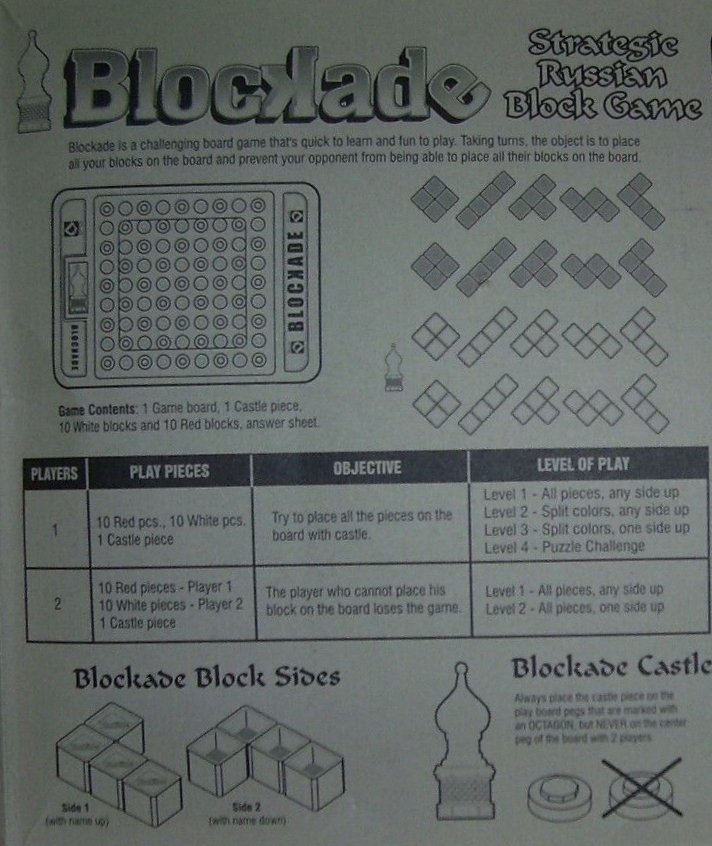 Blockade
Strategic
Russian
Block Game
Blockade is a challenging board game that's quick to learn and fun to play. Taking turns, the object is to place
all your blocks on the board and prevent your opponent from being able to place all their blocks on the board.
BLOCKADE
BLOCKADE
Game Contents: 1 Game board, 1 Castle piece,
10 White blocks and 10 Red blocks, answer sheet.
PLAYERS
PLAY PIECES
OBJECTIVE
LEVEL OF PLAY
1
10 Red pcs., 10 White pcs.
1 Castle piece
Try to place all the pieces on the
board with castle.
Level 1 - All pieces, any side up
Level 2 - Split colors, any side up
Level 3 - Split colors, one side up
Level 4 - Puzzle Challenge
2
10 Red pieces - Player 1
10 White pieces - Player 2
1 Castle piece
The player who cannot place his
block on the board loses the game.
Level 1 - All pieces, any side up
Level 2 - All pieces, one side up
Blockade Block Sides
Side 1
(with name up)
Side 2
(with name down)
Blockade Castle
Always place the castle piece on the
play board pegs that are marked with
an OCTAGON, but NEVER on the center
peg of the board with 2 players.